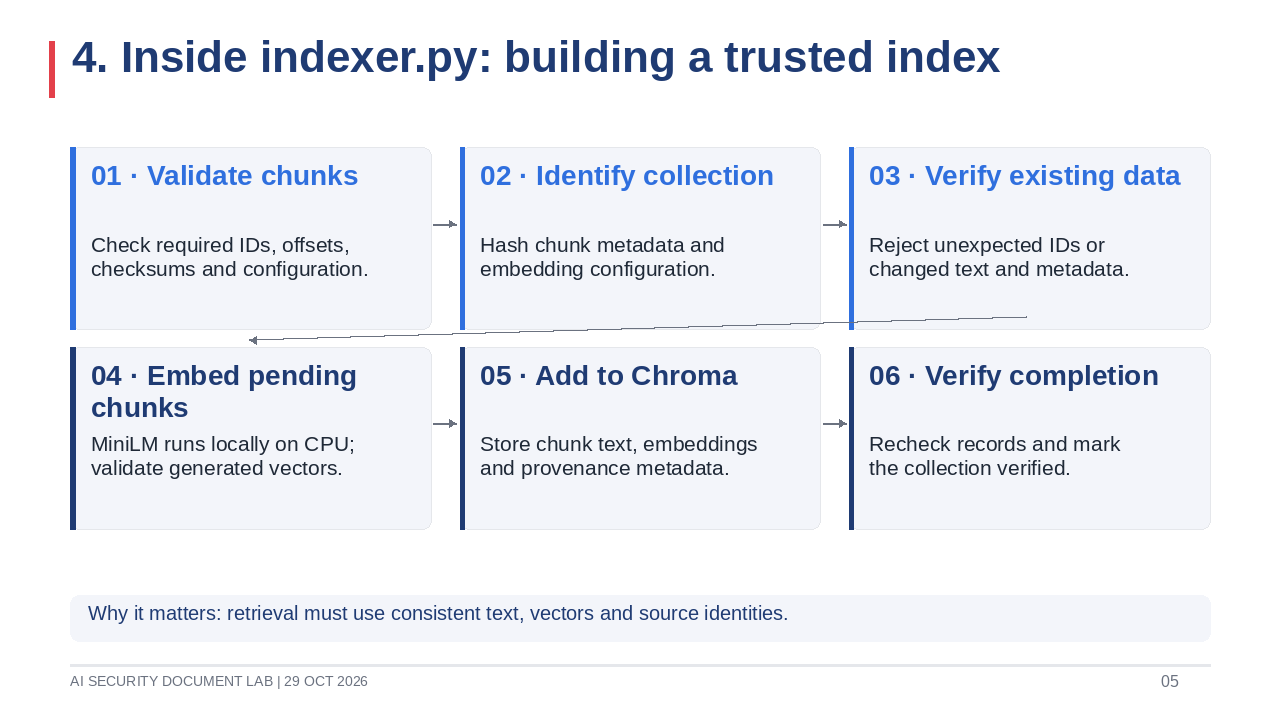 4. Inside indexer.py: building a trusted index
01 · Validate chunks
Check required IDs, offsets,
checksums and configuration.
02 · Identify collection
Hash chunk metadata and
embedding configuration.
03 · Verify existing data
Reject unexpected IDs or
changed text and metadata.
04 · Embed pending
chunks
MiniLM runs locally on CPU;
validate generated vectors.
05 · Add to Chroma
Store chunk text, embeddings
and provenance metadata.
06 · Verify completion
Recheck records and mark
the collection verified.
Why it matters: retrieval must use consistent text, vectors and source identities.
AI SECURITY DOCUMENT LAB | 29 OCT 2026
05